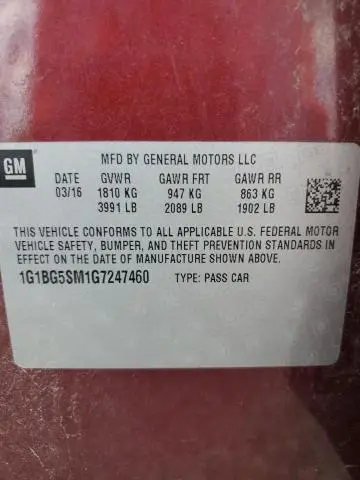 GM
MFD BY GENERAL MOTORS LLC
DATE GVWR GAWR FRT GAWR RR
03/16 1810 KG 947 KG 863 KG
3991 LB 2089 LB 1902 LB
THIS VEHICLE CONFORMS TO ALL APPLICABLE U.S. FEDERAL MOTOR
VEHICLE SAFETY, BUMPER, AND THEFT PREVENTION STANDARDS IN
EFFECT ON THE DATE OF MANUFACTURE SHOWN ABOVE.
1G1BG5SM1G7247460 TYPE: PASS CAR